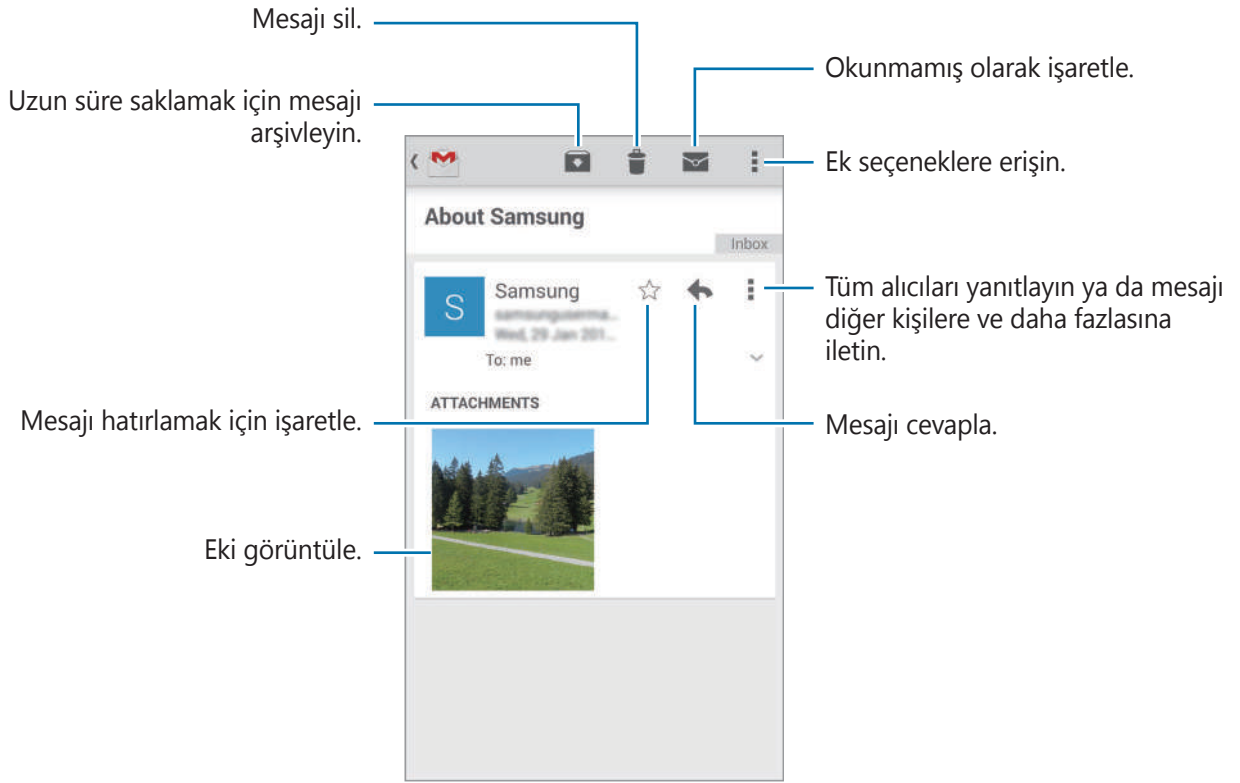 Mesajı sil.
Okunmamış olarak işaretle.
Uzun süre saklamak için mesajı
arşivleyin.
Ek seçeneklere erişin.
About Samsung
Inbox
S
Samsung
To: me
Tüm alıcıları yanıtlayın ya da mesajı
diğer kişilere ve daha fazlasına
iletin.
ATTACHMENTS
Mesajı hatırlamak için işaretle.
Mesajı cevapla.
Eki görüntüle.